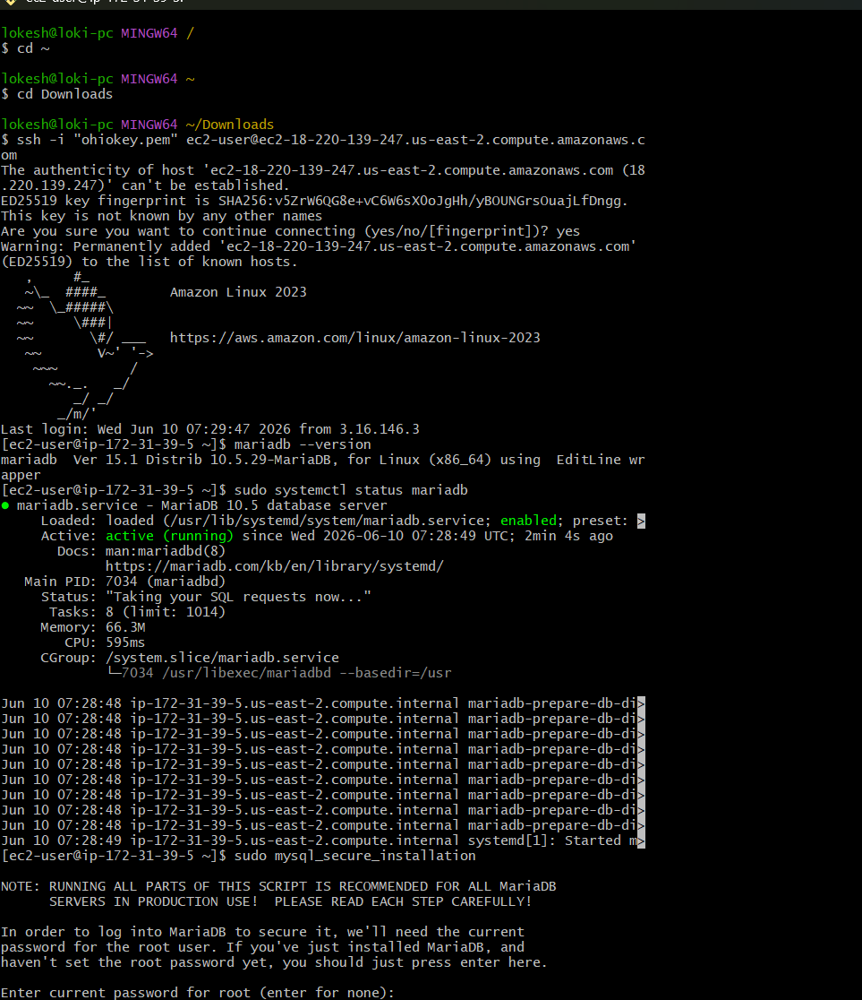 lokesh@loki-pc MINGW64 /
$ cd ~
lokesh@loki-pc MINGW64 ~
$ cd Downloads
lokesh@loki-pc MINGW64 ~/Downloads
$ ssh -i "ohiokey.pem" ec2-user@ec2-18-220-139-247.us-east-2.compute.amazonaws.c
om
The authenticity of host 'ec2-18-220-139-247.us-east-2.compute.amazonaws.com (18
.220.139.247)' can't be established.
ED25519 key fingerprint is SHA256:v5ZrW6QG8e+vC6W6sXOoJgHh/yBOUNGrsOuajLfDngg.
This key is not known by any other names
Are you sure you want to continue connecting (yes/no/[fingerprint])? yes
Warning: Permanently added 'ec2-18-220-139-247.us-east-2.compute.amazonaws.com'
(ED25519) to the list of known hosts.
   ,     #_
   ~\_  ####_        Amazon Linux 2023
  ~~  \_#####\
  ~~     \###|
  ~~       \#/ ___   https://aws.amazon.com/linux/amazon-linux-2023
   ~~       V~' '->
    ~~~         /
      ~~._.   _/
         _/ _/
       _/m/'
Last login: Wed Jun 10 07:29:47 2026 from 3.16.146.3
[ec2-user@ip-172-31-39-5 ~]$ mariadb --version
mariadb  Ver 15.1 Distrib 10.5.29-MariaDB, for Linux (x86_64) using  EditLine wr
apper
[ec2-user@ip-172-31-39-5 ~]$ sudo systemctl status mariadb
● mariadb.service - MariaDB 10.5 database server
     Loaded: loaded (/usr/lib/systemd/system/mariadb.service; enabled; preset: >
     Active: active (running) since Wed 2026-06-10 07:28:49 UTC; 2min 4s ago
       Docs: man:mariadbd(8)
             https://mariadb.com/kb/en/library/systemd/
   Main PID: 7034 (mariadbd)
     Status: "Taking your SQL requests now..."
      Tasks: 8 (limit: 1014)
     Memory: 66.3M
        CPU: 595ms
     CGroup: /system.slice/mariadb.service
             └─7034 /usr/libexec/mariadbd --basedir=/usr
Jun 10 07:28:48 ip-172-31-39-5.us-east-2.compute.internal mariadb-prepare-db-di>
Jun 10 07:28:48 ip-172-31-39-5.us-east-2.compute.internal mariadb-prepare-db-di>
Jun 10 07:28:48 ip-172-31-39-5.us-east-2.compute.internal mariadb-prepare-db-di>
Jun 10 07:28:48 ip-172-31-39-5.us-east-2.compute.internal mariadb-prepare-db-di>
Jun 10 07:28:48 ip-172-31-39-5.us-east-2.compute.internal mariadb-prepare-db-di>
Jun 10 07:28:48 ip-172-31-39-5.us-east-2.compute.internal mariadb-prepare-db-di>
Jun 10 07:28:48 ip-172-31-39-5.us-east-2.compute.internal mariadb-prepare-db-di>
Jun 10 07:28:48 ip-172-31-39-5.us-east-2.compute.internal mariadb-prepare-db-di>
Jun 10 07:28:48 ip-172-31-39-5.us-east-2.compute.internal mariadb-prepare-db-di>
Jun 10 07:28:49 ip-172-31-39-5.us-east-2.compute.internal systemd[1]: Started m>
[ec2-user@ip-172-31-39-5 ~]$ sudo mysql_secure_installation
NOTE: RUNNING ALL PARTS OF THIS SCRIPT IS RECOMMENDED FOR ALL MariaDB
      SERVERS IN PRODUCTION USE!  PLEASE READ EACH STEP CAREFULLY!
In order to log into MariaDB to secure it, we'll need the current
password for the root user. If you've just installed MariaDB, and
haven't set the root password yet, you should just press enter here.
Enter current password for root (enter for none):